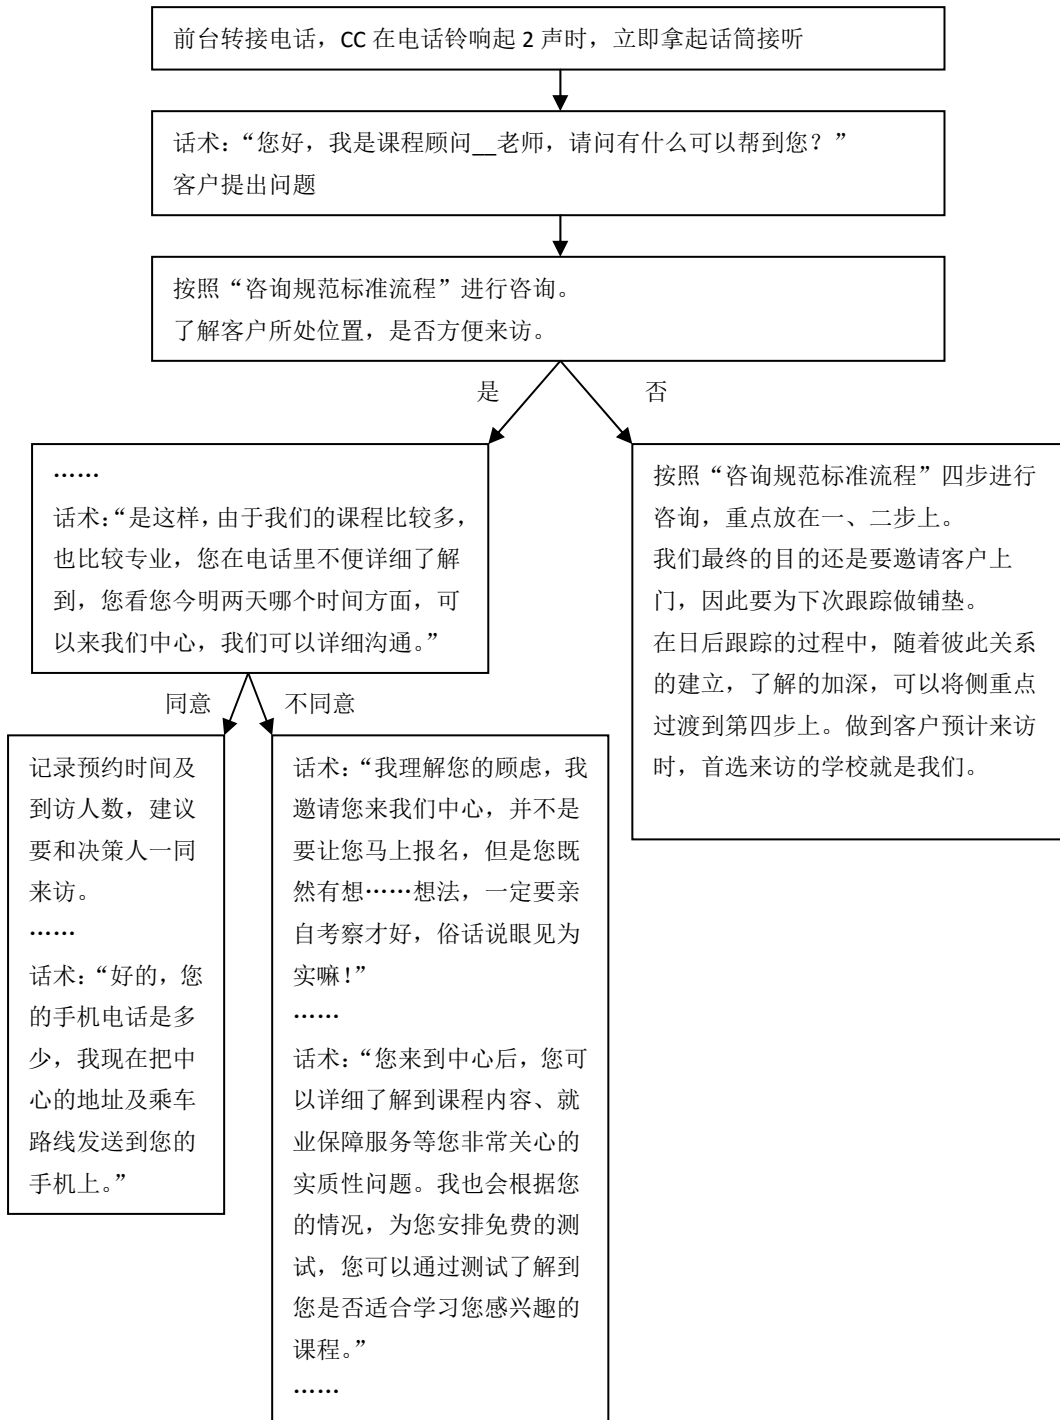 前台转接电话，CC 在电话铃响起 2 声时，立即拿起话筒接听
话术：“您好，我是课程顾问__老师，请问有什么可以帮到您？”
客户提出问题
按照“咨询规范标准流程”进行咨询。
了解客户所处位置，是否方便来访。
是
否
……
话术：“是这样，由于我们的课程比较多，
也比较专业，您在电话里不便详细了解
到，您看您今明两天哪个时间方面，可
以来我们中心，我们可以详细沟通。”
按照“咨询规范标准流程”四步进行
咨询，重点放在一、二步上。
我们最终的目的还是要邀请客户上
门，因此要为下次跟踪做铺垫。
在日后跟踪的过程中，随着彼此关系
的建立，了解的加深，可以将侧重点
过渡到第四步上。做到客户预计来访
时，首选来访的学校就是我们。
同意
不同意
记录预约时间及
到访人数，建议
要和决策人一同
来访。
……
话术：“好的，您
的手机电话是多
少，我现在把中
心的地址及乘车
路线发送到您的
手机上。”
话术：“我理解您的顾虑，我
邀请您来我们中心，并不是
要让您马上报名，但是您既
然有想……想法，一定要亲
自考察才好，俗话说眼见为
实嘛！”
……
话术：“您来到中心后，您可
以详细了解到课程内容、就
业保障服务等您非常关心的
实质性问题。我也会根据您
的情况，为您安排免费的测
试，您可以通过测试了解到
您是否适合学习您感兴趣的
课程。”
……